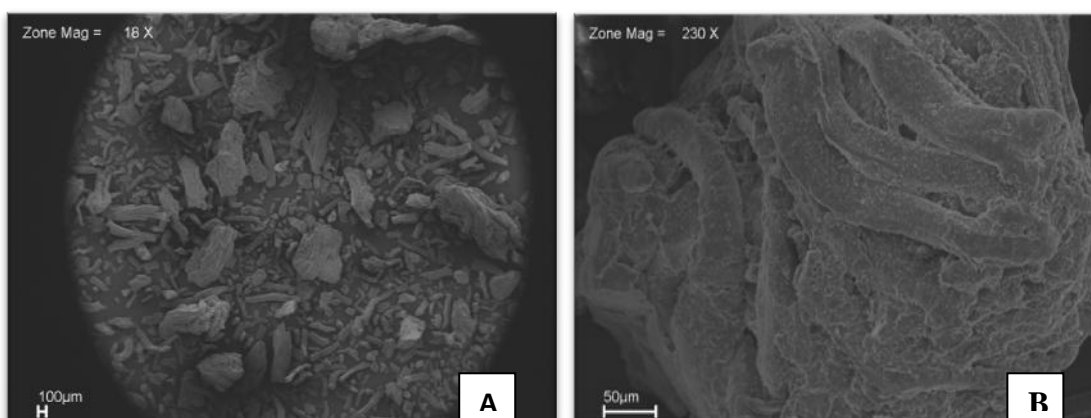 Zone Mag = 18 X
100µm
A
Zone Mag = 230 X
50µm
B